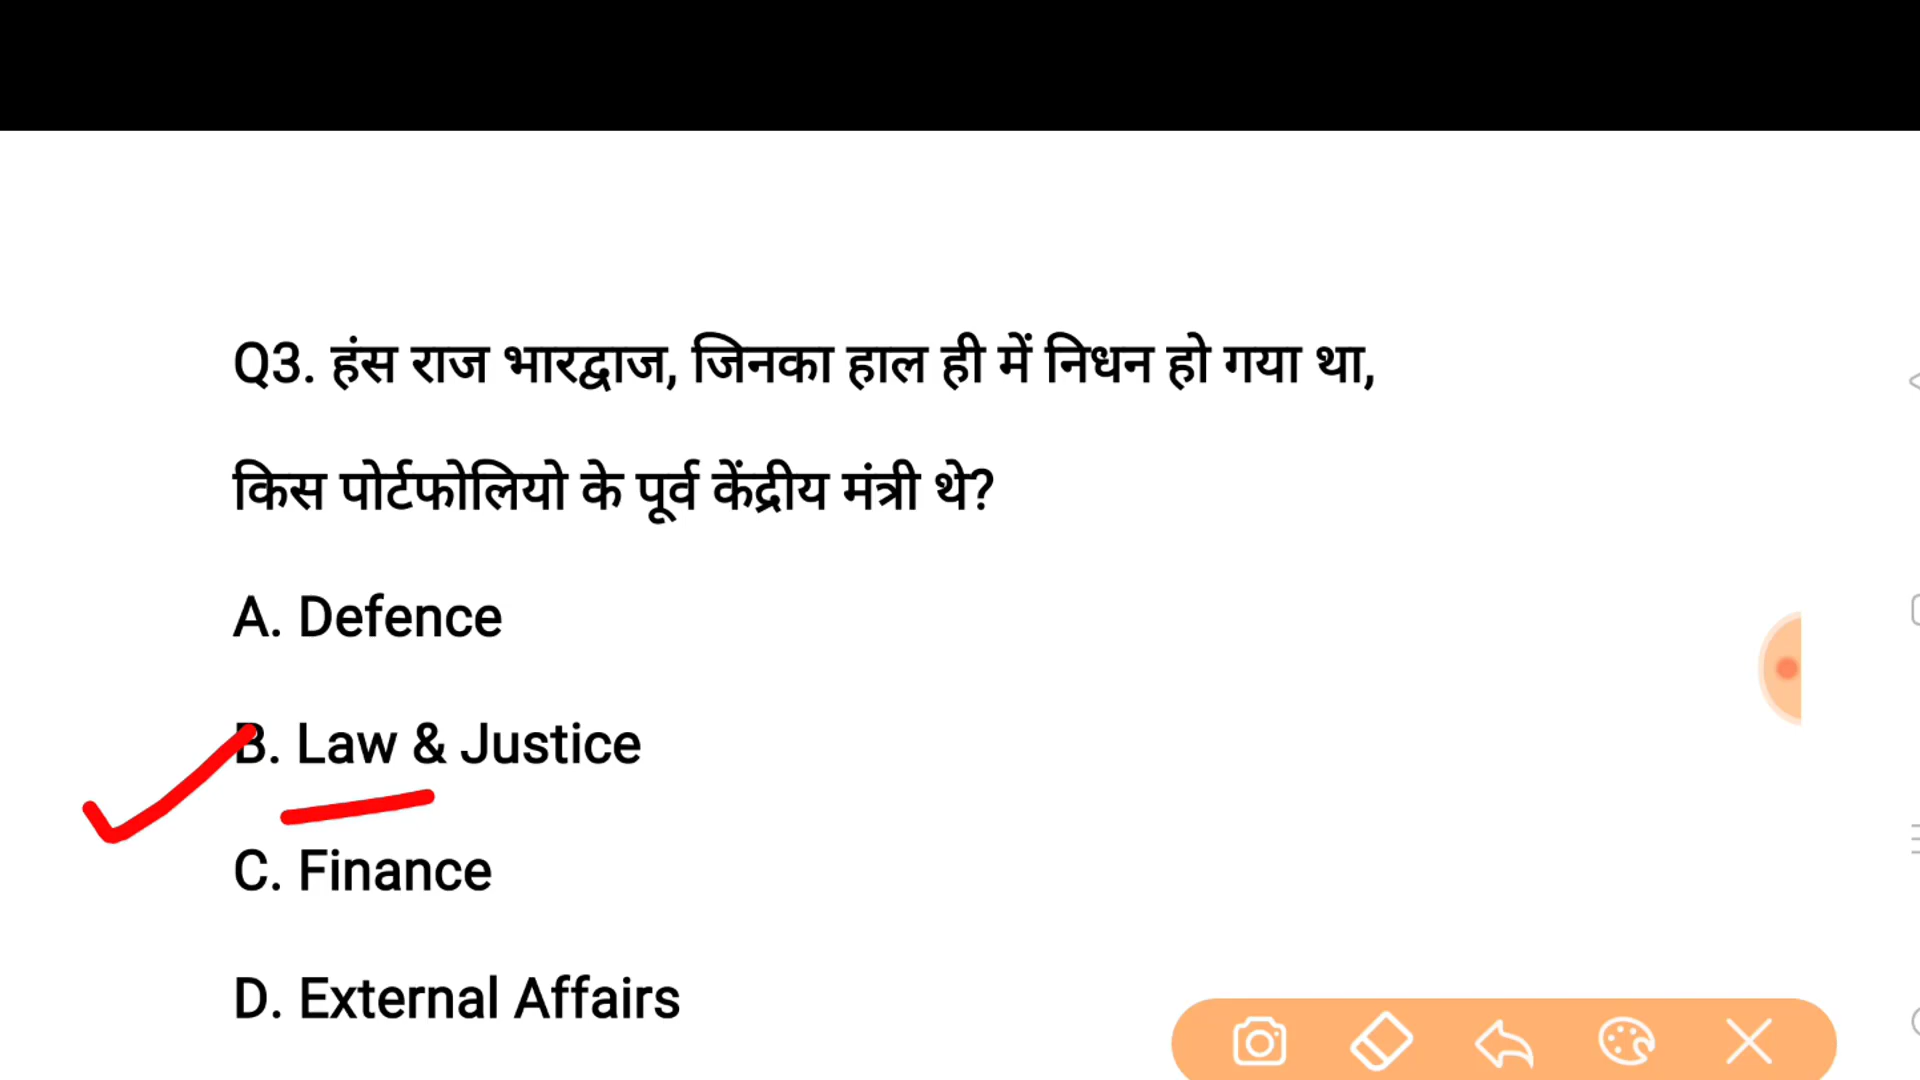 Q3. हंस राज भारद्वाज, जिनका हाल ही में निधन हो गया था,
किस पोर्टफोलियो के पूर्व केंद्रीय मंत्री थे?
A. Defence
B. Law & Justice
C. Finance
D. External Affairs